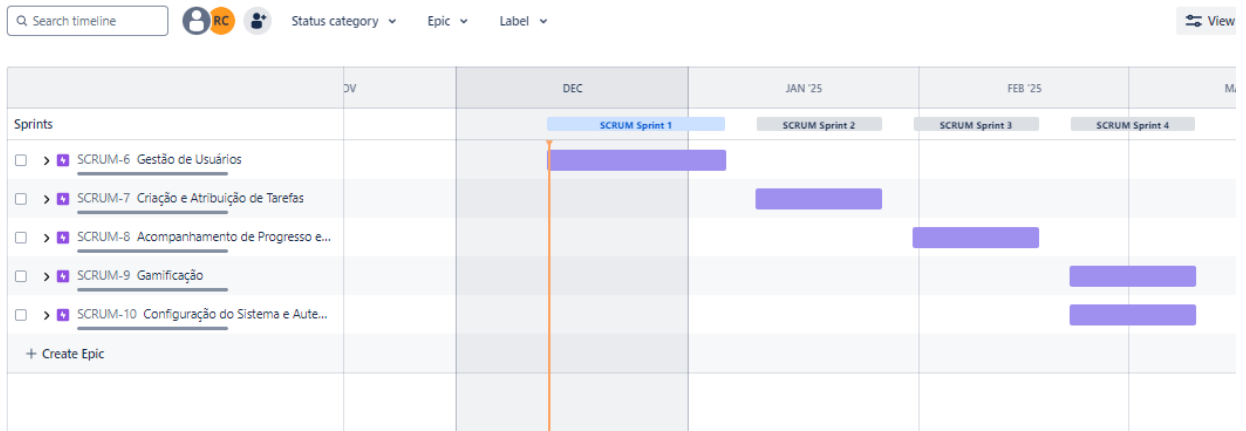 Search timeline RC Status category Epic Label View
OV DEC JAN '25 FEB '25
Sprints SCRUM Sprint 1 SCRUM Sprint 2 SCRUM Sprint 3 SCRUM Sprint 4
SCRUM-6 Gestão de Usuários
SCRUM-7 Criação e Atribuição de Tarefas
SCRUM-8 Acompanhamento de Progresso e...
SCRUM-9 Gamificação
SCRUM-10 Configuração do Sistema e Aute...
+ Create Epic